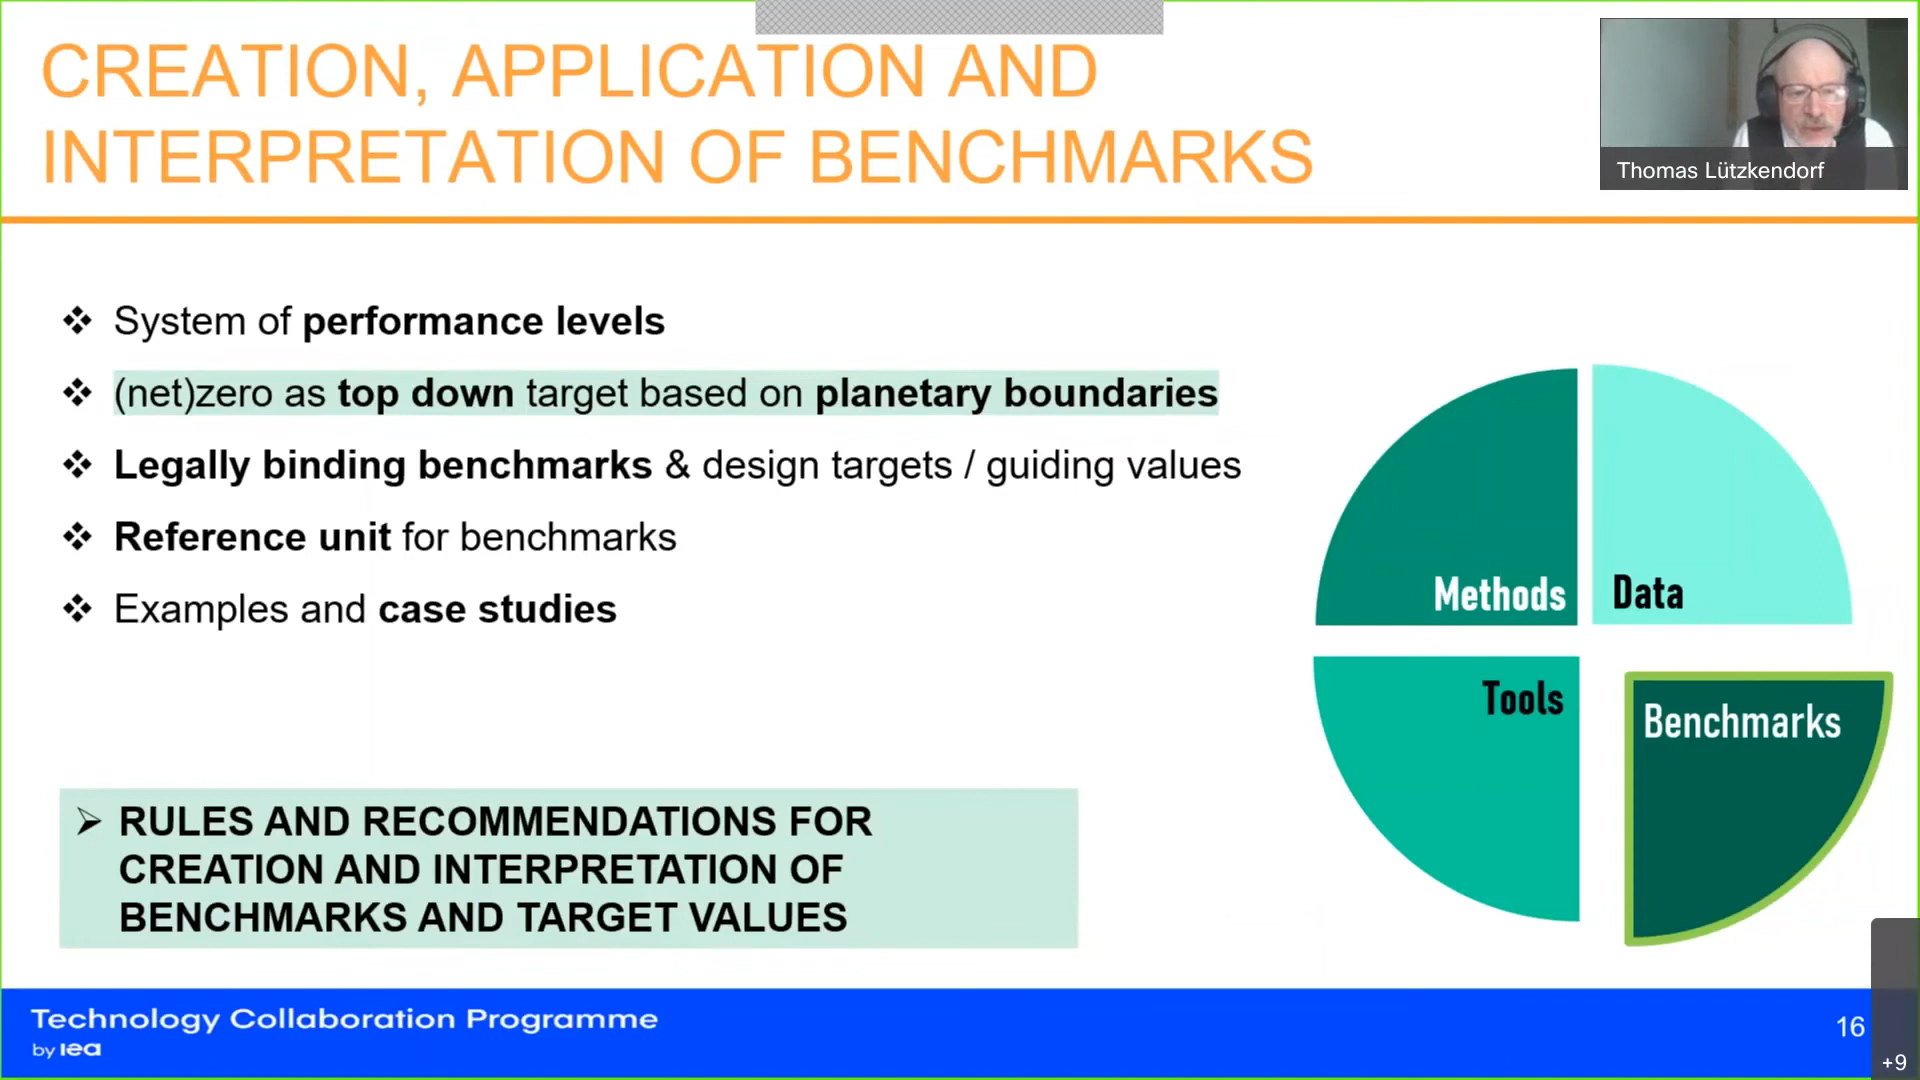 CREATION, APPLICATION AND
INTERPRETATION OF BENCHMARKS
Thomas Lützkendorf
System of performance levels
(net)zero as top down target based on planetary boundaries
Legally binding benchmarks & design targets / guiding values
Reference unit for benchmarks
Examples and case studies
Methods
Data
Tools
Benchmarks
RULES AND RECOMMENDATIONS FOR
CREATION AND INTERPRETATION OF
BENCHMARKS AND TARGET VALUES
Technology Collaboration Programme
by iea
16
+9